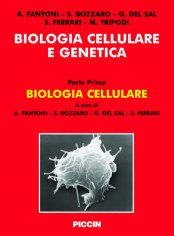 A. FANTONI - S. BOZZARO - G. DEL SAL
S. FERRARI - M. TRIPODI
BIOLOGIA CELLULARE
E GENETICA
Parte Prima
BIOLOGIA CELLULARE
A cura di
A. FANTONI - S. BOZZARO - G. DEL SAL - S. FERRARI
PICCIN